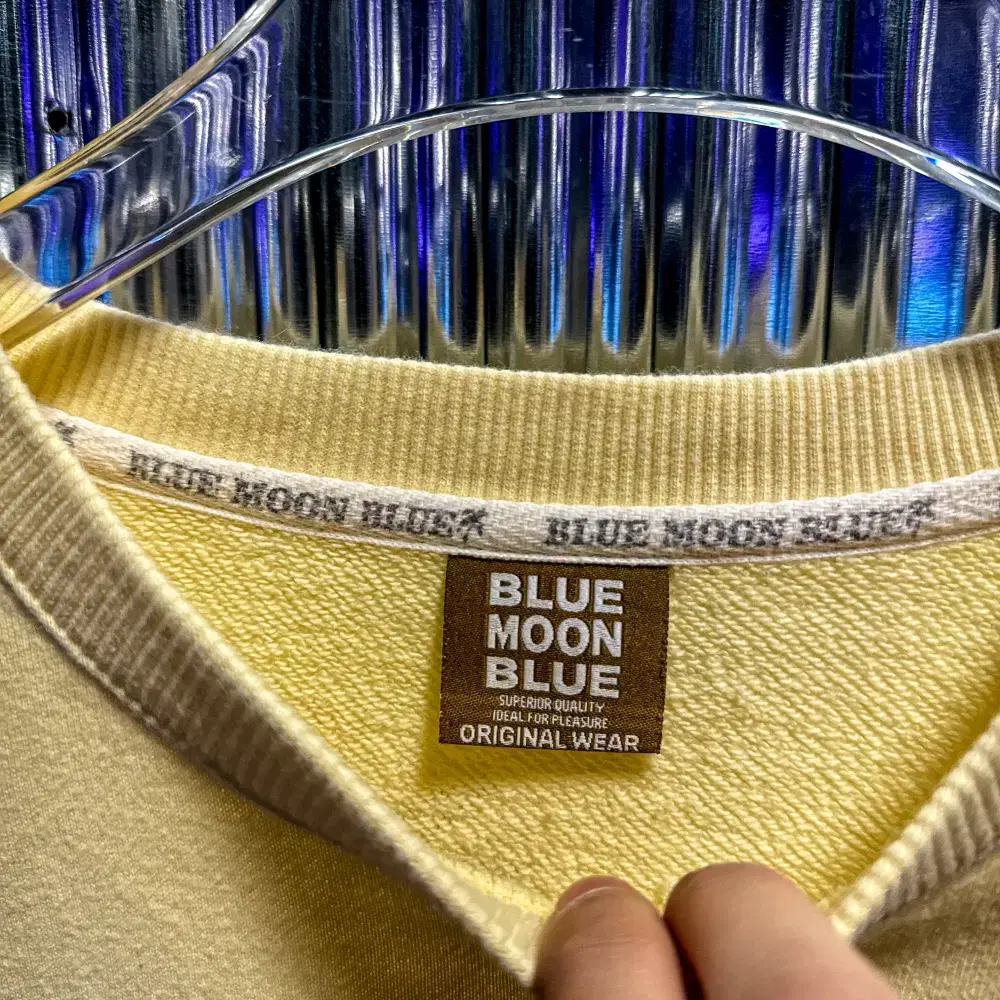 BLUE MOON BLUE BLUE MOON BLUE
BLUE
MOON
BLUE
SUPERIOR QUALITY
IDEAL FOR PLEASURE
ORIGINAL WEAR